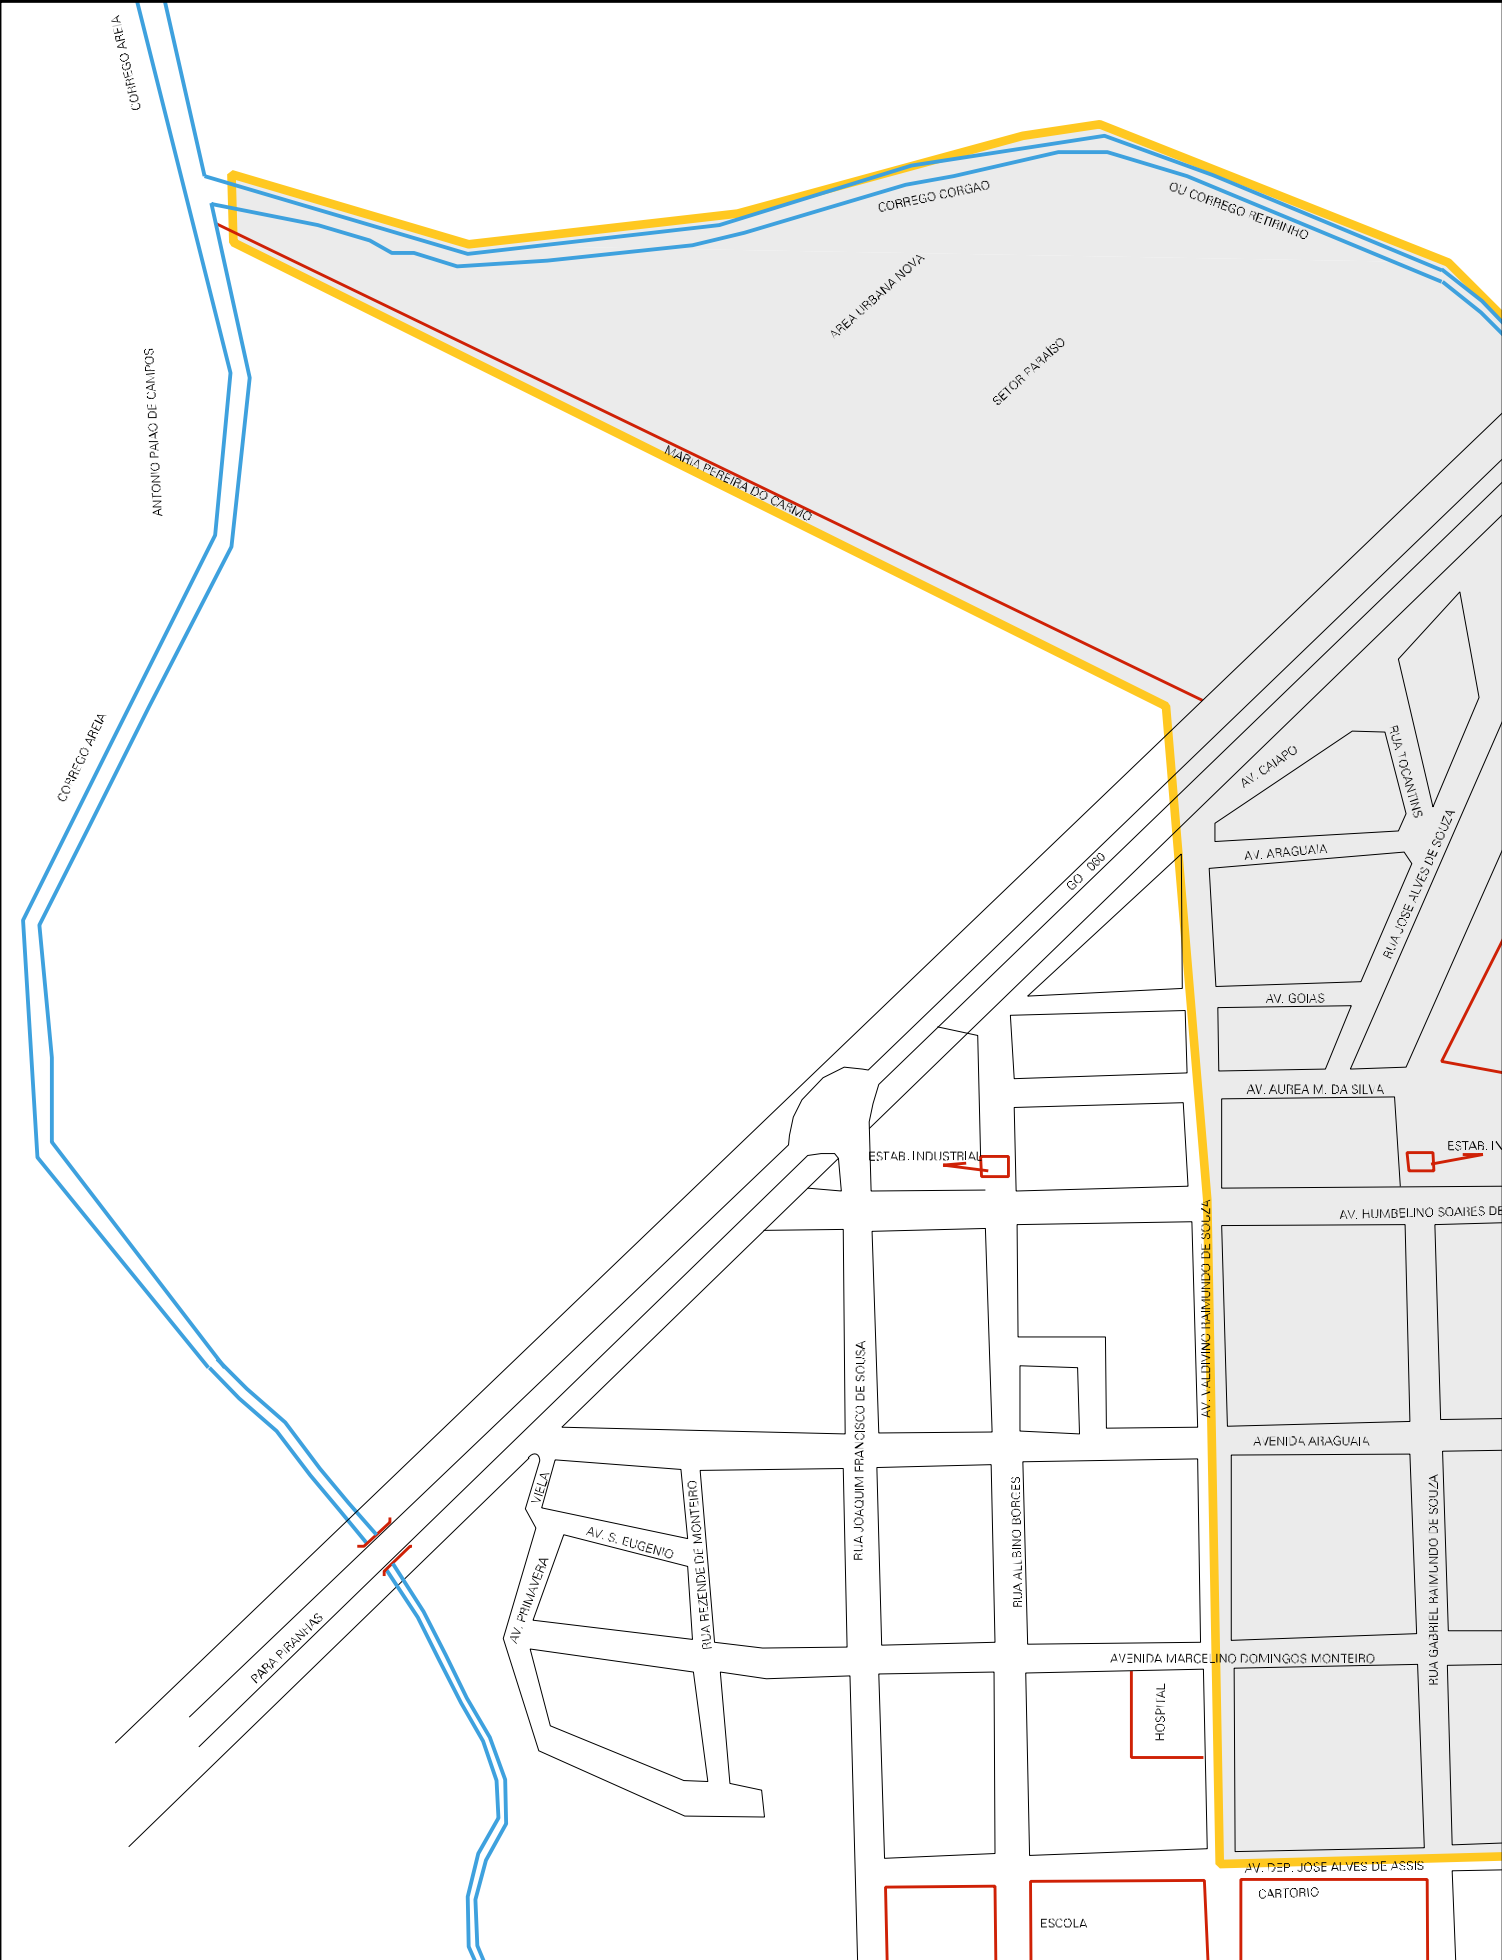 CORREGO AREIA
CORREGO CORGAO
OU CORREGO RETIRINHO
AREA URBANA NOVA
SETOR PARAÍSO
ANTONIO PAIAO DE CAMPOS
MARIA PEREIRA DO CARMO
CORREGO AREIA
AV. CAIAPO
RUA TOCANTINS
AV. ARAGUAIA
GO 060
RUA JOSE ALVES DE SOUZA
AV. GOIAS
AV. AUREA M. DA SILVA
ESTAB. INDUSTRIAL
ESTAB. IN
AV. HUMBELINO SOARES DE
AV. VALDIVINO RAIMUNDO DE SOUZA
RUA JOAQUIM FRANCISCO DE SOUSA
AVENIDA ARAGUAIA
VIELA
RUA REZENDE DE MONTEIRO
RUA ALLBINO BORGES
RUA GABRIEL RAIMUNDO DE SOUZA
AV. S. EUGENIO
AV. PRIMAVERA
PARA PIRANHAS
AVENIDA MARCELINO DOMINGOS MONTEIRO
HOSPITAL
AV. DEP. JOSE ALVES DE ASSIS
CARTORIO
ESCOLA